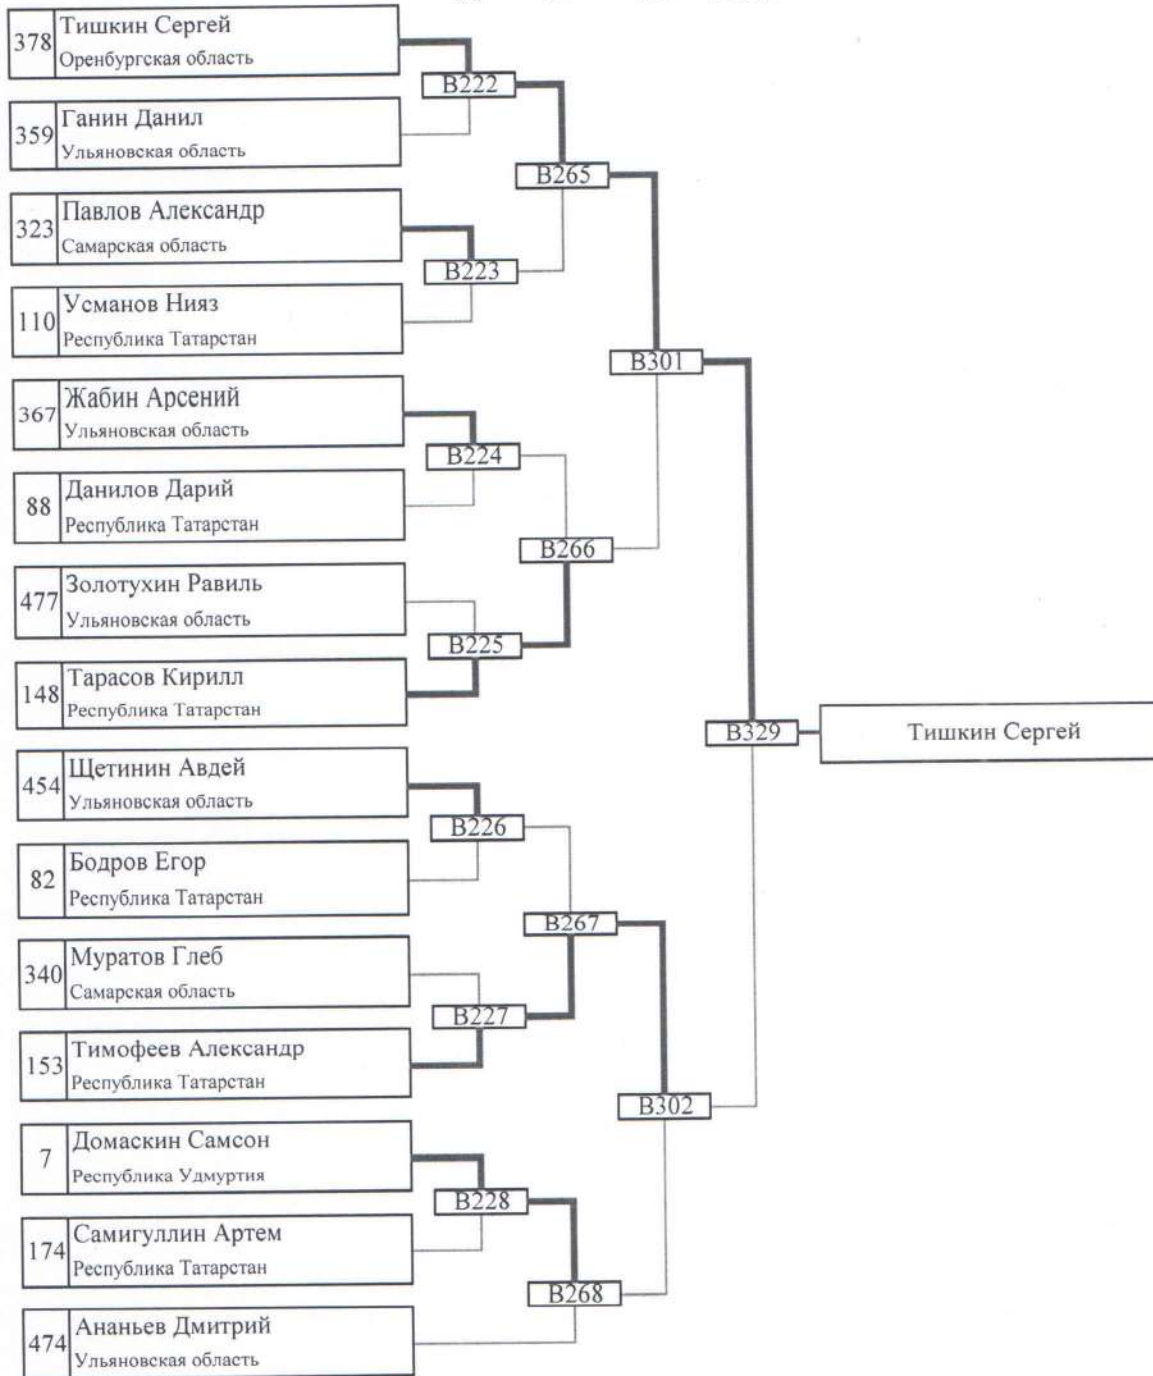 378 Тишкин Сергей
Оренбургская область
B222
359 Ганин Данил
Ульяновская область
B265
323 Павлов Александр
Самарская область
B223
110 Усманов Нияз
Республика Татарстан
B301
367 Жабин Арсений
Ульяновская область
B224
88 Данилов Дарий
Республика Татарстан
B266
477 Золотухин Равиль
Ульяновская область
B225
148 Тарасов Кирилл
Республика Татарстан
B329 Тишкин Сергей
454 Щетинин Авдей
Ульяновская область
B226
82 Бодров Егор
Республика Татарстан
B267
340 Муратов Глеб
Самарская область
B227
153 Тимофеев Александр
Республика Татарстан
B302
7 Домаскин Самсон
Республика Удмуртия
B228
174 Самигуллин Артем
Республика Татарстан
B268
474 Ананьев Дмитрий
Ульяновская область